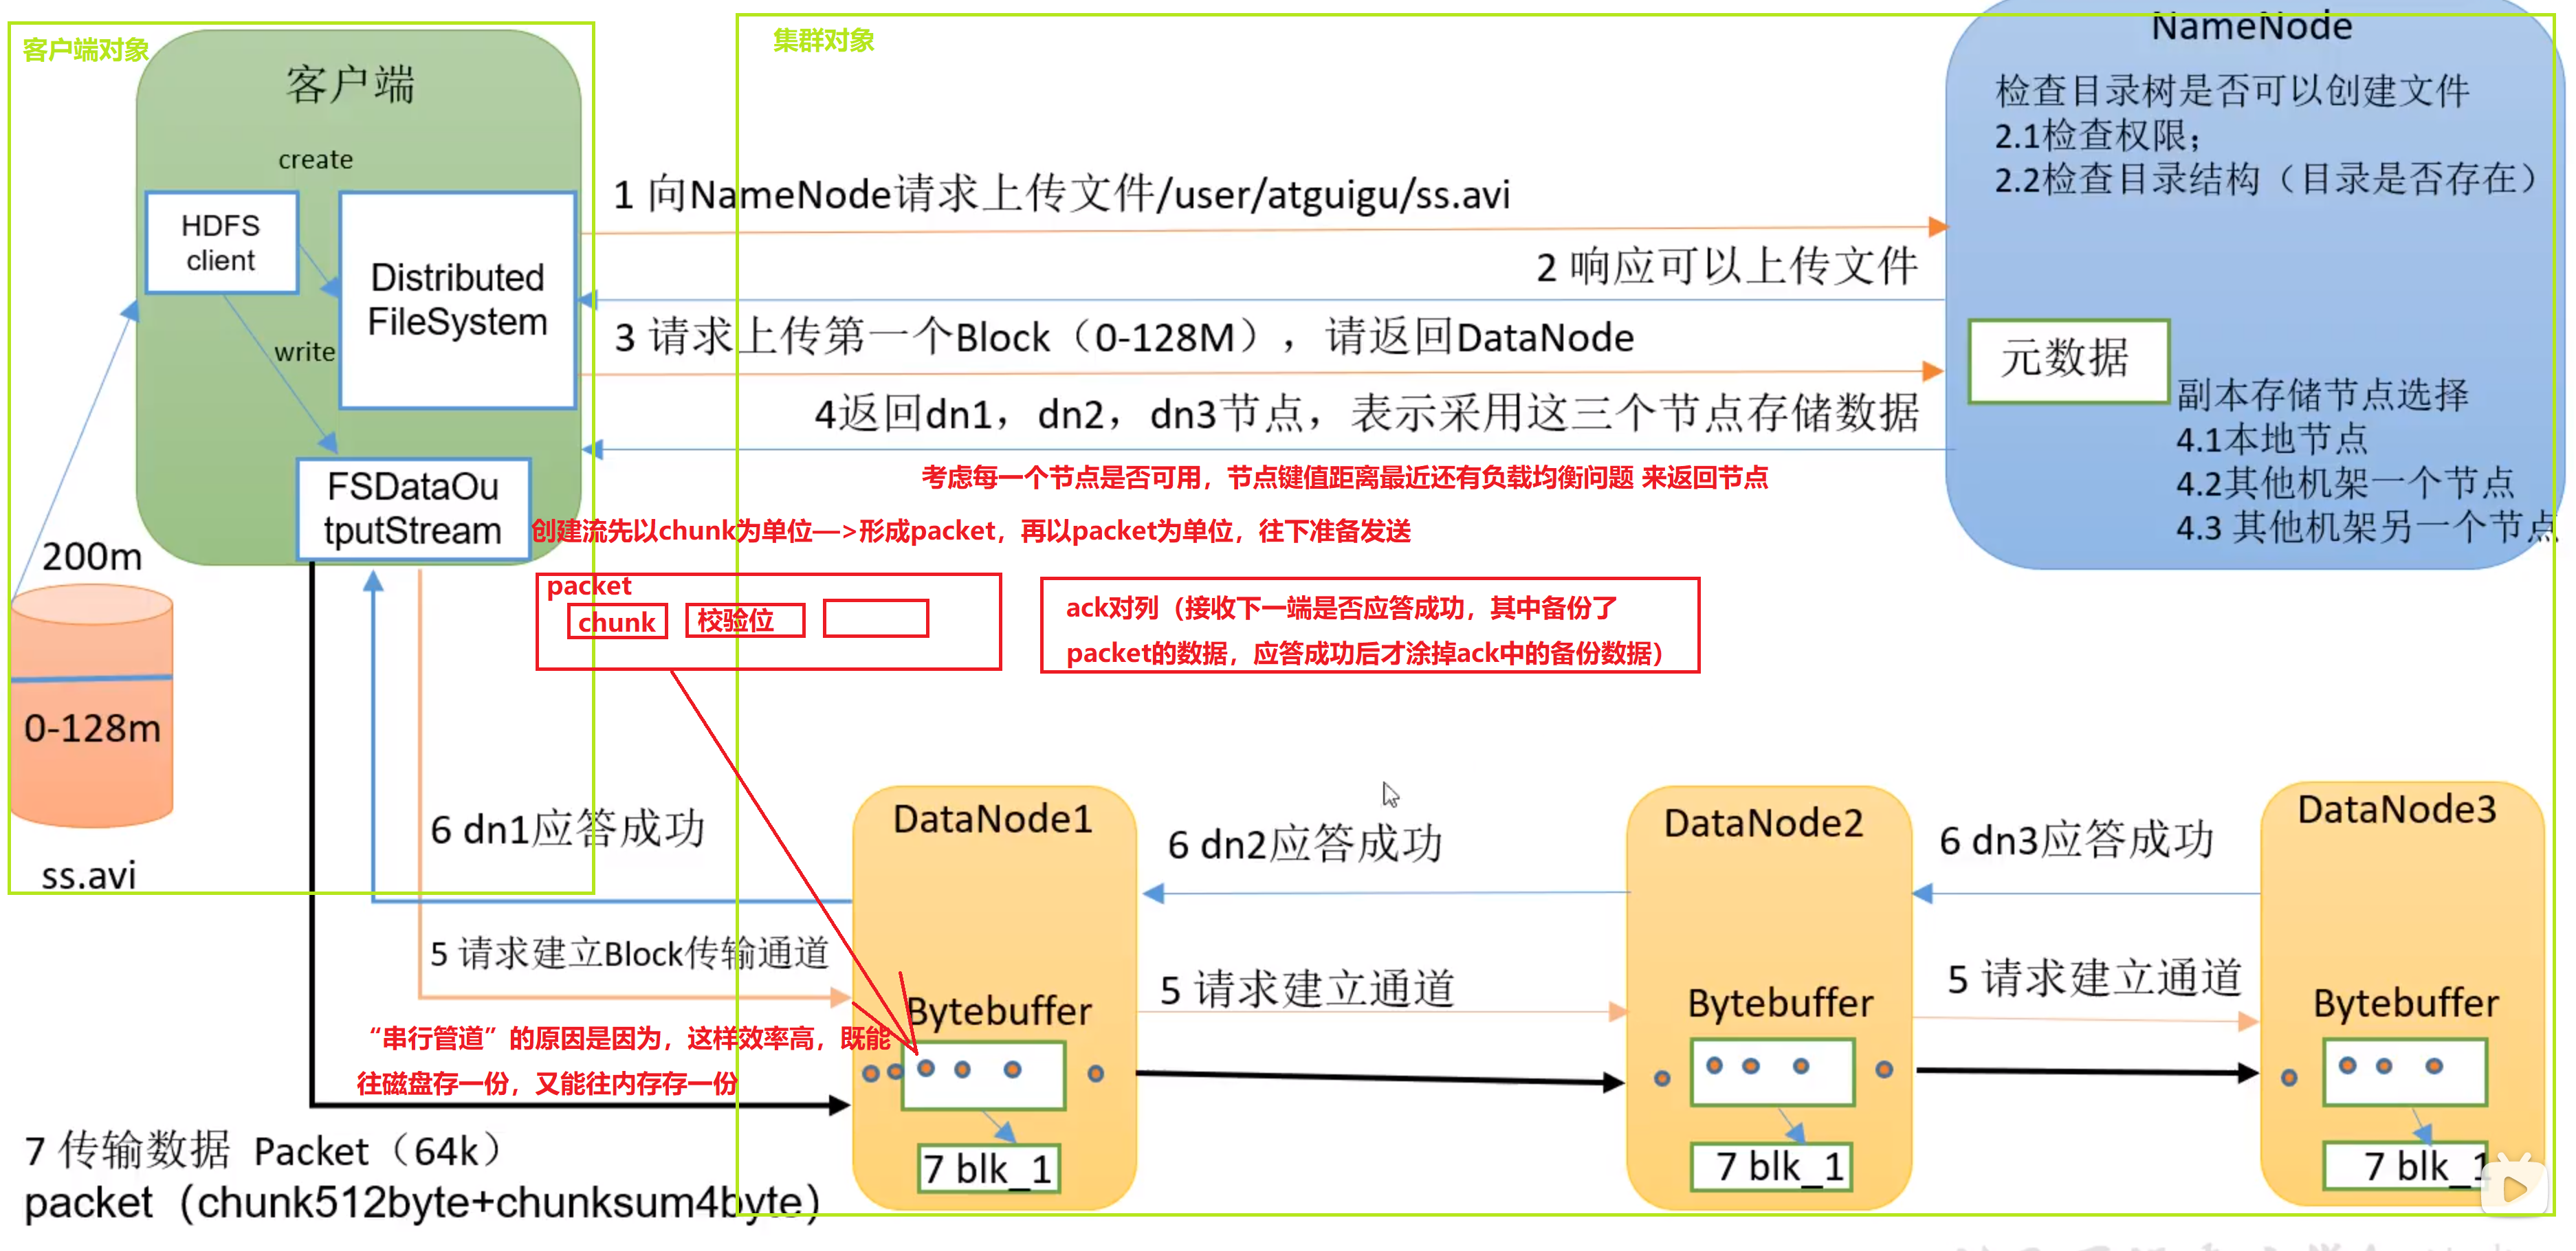 客户端对象
集群对象
客户端
create
HDFS
client
Distributed
FileSystem
write
FSDataOu
tputStream
200m
0-128m
ss.avi
1 向NameNode请求上传文件/user/atguigu/ss.avi
2 响应可以上传文件
3 请求上传第一个Block（0-128M），请返回DataNode
4返回dn1，dn2，dn3节点，表示采用这三个节点存储数据
考虑每一个节点是否可用，节点键值距离最近还有负载均衡问题 来返回节点
创建流先以chunk为单位—>形成packet，再以packet为单位，往下准备发送
NameNode
检查目录树是否可以创建文件
2.1检查权限；
2.2检查目录结构（目录是否存在）
元数据
副本存储节点选择
4.1本地节点
4.2其他机架一个节点
4.3 其他机架另一个节点
packet
chunk
校验位
ack对列（接收下一端是否应答成功，其中备份了
packet的数据，应答成功后才涂掉ack中的备份数据）
6 dn1应答成功
DataNode1
6 dn2应答成功
DataNode2
6 dn3应答成功
DataNode3
5 请求建立Block传输通道
Bytebuffer
5 请求建立通道
Bytebuffer
5 请求建立通道
Bytebuffer
“串行管道”的原因是因为，这样效率高，既能
往磁盘存一份，又能往内存存一份
7 blk_1
7 blk_1
7 blk_1
7 传输数据 Packet（64k）
packet（chunk512byte+chunksum4byte）